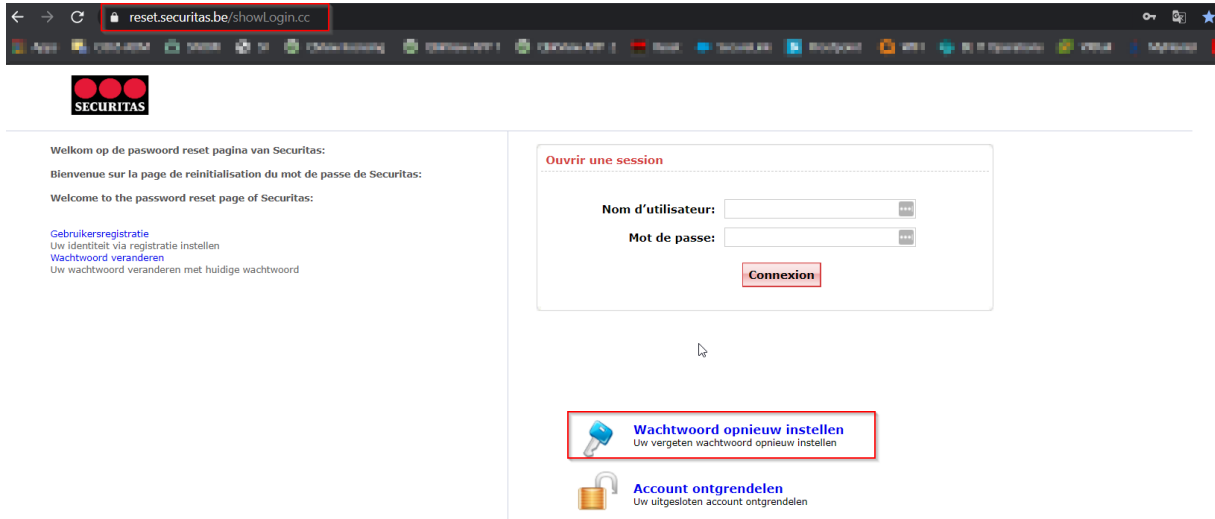 reset.securitas.be/showLogin.cc
SECURITAS
Welkom op de paswoord reset pagina van Securitas:
Bienvenue sur la page de reinitialisation du mot de passe de Securitas:
Welcome to the password reset page of Securitas:
Gebruikersregistratie
Uw identiteit via registratie instellen
Wachtwoord veranderen
Uw wachtwoord veranderen met huidige wachtwoord
Ouvrir une session
Nom d’utilisateur:
Mot de passe:
Connexion
Wachtwoord opnieuw instellen
Uw vergeten wachtwoord opnieuw instellen
Account ontgrendelen
Uw uitgesloten account ontgrendelen